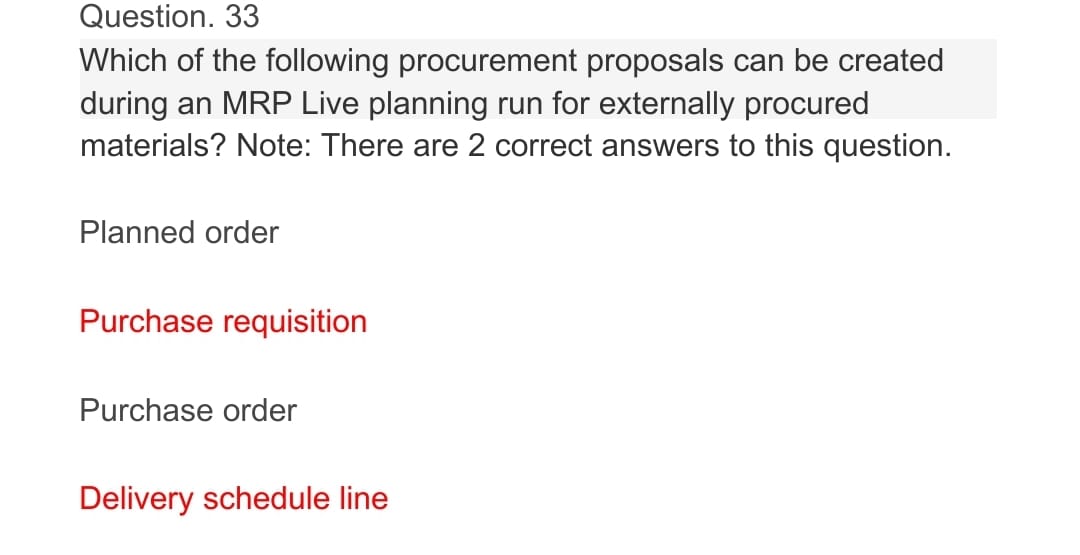 Question. 33
Which of the following procurement proposals can be created
during an MRP Live planning run for externally procured
materials? Note: There are 2 correct answers to this question.
Planned order
Purchase requisition
Purchase order
Delivery schedule line